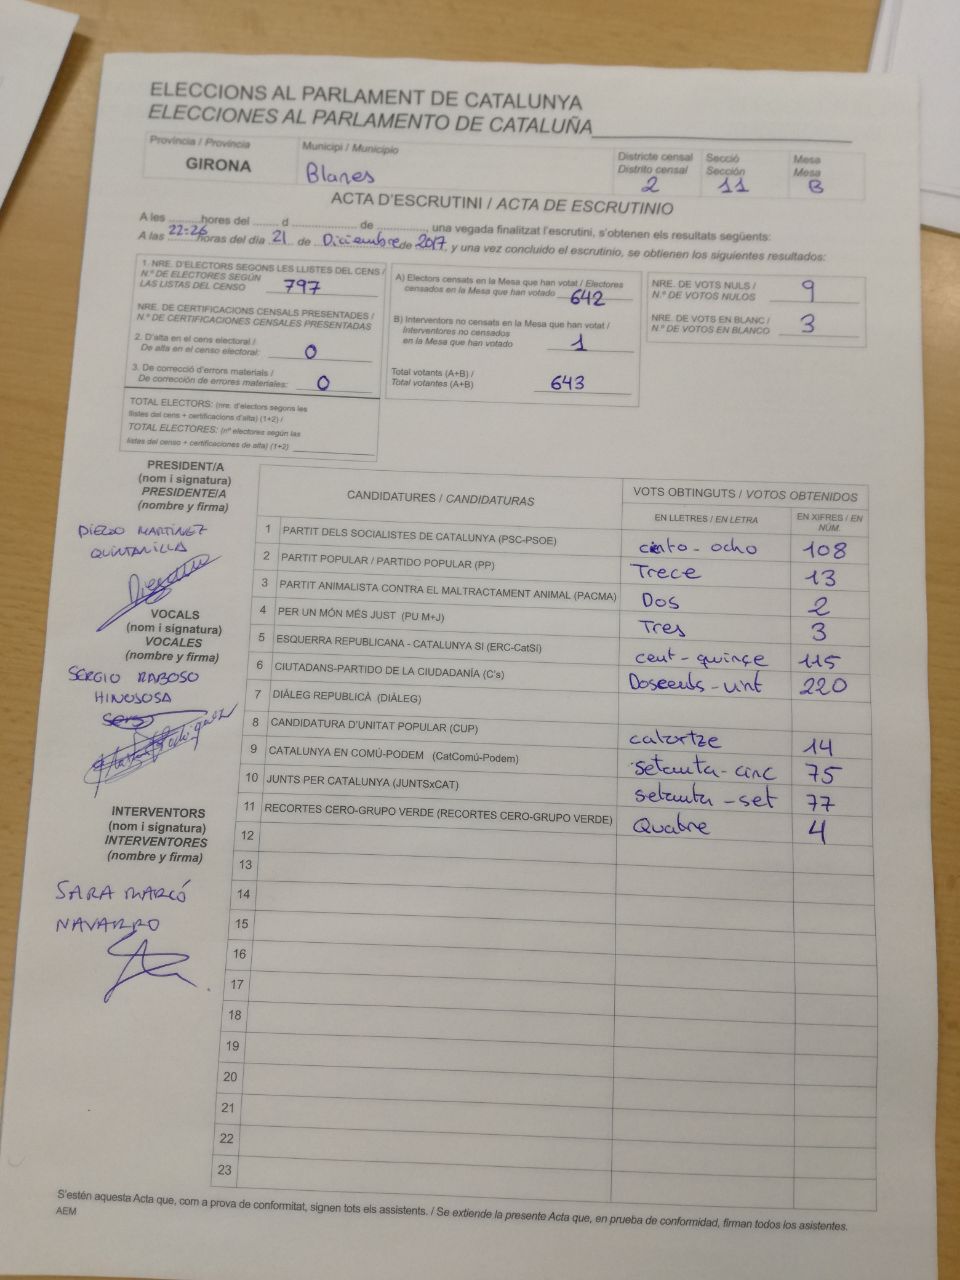 ELECCIONS AL PARLAMENT DE CATALUNYA
ELECCIONES AL PARLAMENTO DE CATALUÑA
Província / Provincia
GIRONA
Municipi / Municipio
Blanes
Districte censal
Distrito censal
2
Secció
Sección
11
Mesa
Mesa
B
ACTA D'ESCRUTINI / ACTA DE ESCRUTINIO
A les ..........hores del ........ d ........................ de ..............., una vegada finalitzat l'escrutini, s'obtenen els resultats següents:
A las 22:26 horas del día 21 de Diciembre de 2017, y una vez concluido el escrutinio, se obtienen los siguientes resultados:
1. NRE. D'ELECTORS SEGONS LES LLISTES DEL CENS /
N.º DE ELECTORES SEGÚN
LAS LISTAS DEL CENSO 797
NRE. DE CERTIFICACIONS CENSALS PRESENTADES /
N.º DE CERTIFICACIONES CENSALES PRESENTADAS
2. D'alta en el cens electoral /
De alta en el censo electoral: 0
3. De correcció d'errors materials /
De corrección de errores materiales: 0
TOTAL ELECTORS: (nre. d'electors segons les
llistes del cens + certificacions d'alta) (1+2) /
TOTAL ELECTORES: (nº electores según las
listas del censo + certificaciones de alta) (1+2)
A) Electors censats en la Mesa que han votat / Electores
censados en la Mesa que han votado 642
B) Interventors no censats en la Mesa que han votat /
Interventores no censados
en la Mesa que han votado 1
Total votants (A+B) /
Total votantes (A+B) 643
NRE. DE VOTS NULS /
N.º DE VOTOS NULOS 9
NRE. DE VOTS EN BLANC /
N.º DE VOTOS EN BLANCO 3
PRESIDENT/A
(nom i signatura)
PRESIDENTE/A
(nombre y firma)
DIEGO MARTINEZ
QUINTANILLA
VOCALS
(nom i signatura)
VOCALES
(nombre y firma)
SERGIO RABOSO
HINOJOSA
INTERVENTORS
(nom i signatura)
INTERVENTORES
(nombre y firma)
SARA MARCÓ
NAVARRO
CANDIDATURES / CANDIDATURAS
VOTS OBTINGUTS / VOTOS OBTENIDOS
EN LLETRES / EN LETRA
EN XIFRES / EN NÚM.
1 PARTIT DELS SOCIALISTES DE CATALUNYA (PSC-PSOE) ciento-ocho 108
2 PARTIT POPULAR / PARTIDO POPULAR (PP) Trece 13
3 PARTIT ANIMALISTA CONTRA EL MALTRACTAMENT ANIMAL (PACMA) Dos 2
4 PER UN MÓN MÉS JUST (PU M+J) Tres 3
5 ESQUERRA REPUBLICANA - CATALUNYA SI (ERC-CatSí) cent-quinçe 115
6 CIUTADANS-PARTIDO DE LA CIUDADANÍA (C's) Doscents-vint 220
7 DIÀLEG REPUBLICÀ (DIÀLEG)
8 CANDIDATURA D'UNITAT POPULAR (CUP) catortze 14
9 CATALUNYA EN COMÚ-PODEM (CatComú-Podem) setanta-cinc 75
10 JUNTS PER CATALUNYA (JUNTSxCAT) setanta-set 77
11 RECORTES CERO-GRUPO VERDE (RECORTES CERO-GRUPO VERDE) Quatre 4
12
13
14
15
16
17
18
19
20
21
22
23
S'estén aquesta Acta que, com a prova de conformitat, signen tots els assistents. / Se extiende la presente Acta que, en prueba de conformidad, firman todos los asistentes.
AEM